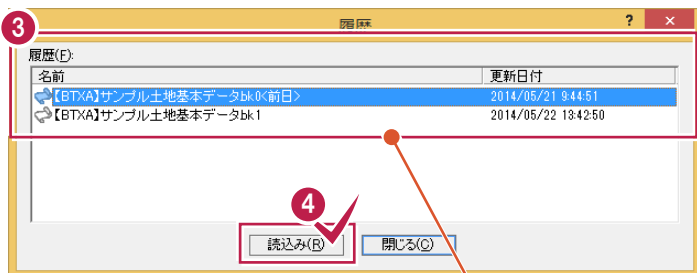 3
履歴
?
×
履歴(F):
名前 更新日付
【BTXA】サンプル土地基本データbk0<前日> 2014/05/21 9:44:51
【BTXA】サンプル土地基本データbk1 2014/05/22 13:42:50
4
読込み(R) 閉じる(C)